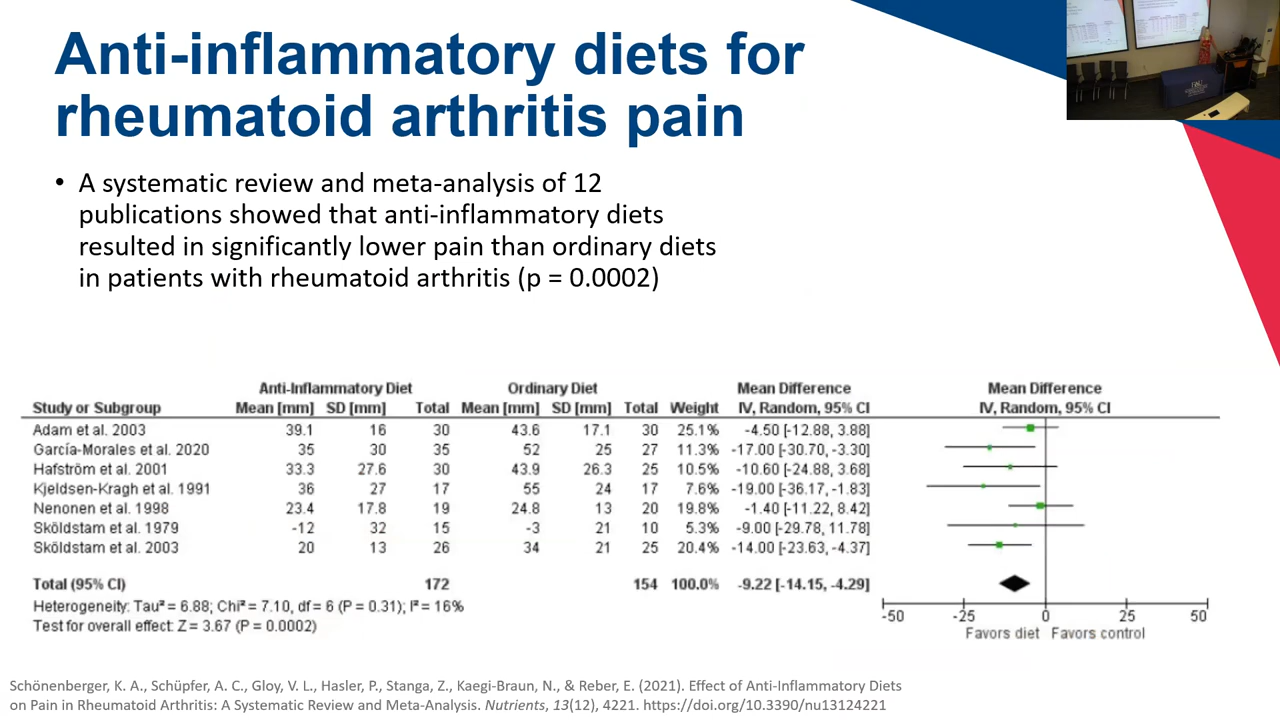 Anti-inflammatory diets for
rheumatoid arthritis pain
• A systematic review and meta-analysis of 12
publications showed that anti-inflammatory diets
resulted in significantly lower pain than ordinary diets
in patients with rheumatoid arthritis (p = 0.0002)
Anti-Inflammatory Diet Ordinary Diet Mean Difference Mean Difference
Study or Subgroup Mean [mm] SD [mm] Total Mean [mm] SD [mm] Total Weight IV, Random, 95% CI IV, Random, 95% CI
Adam et al. 2003 39.1 16 30 43.6 17.1 30 25.1% -4.50 [-12.88, 3.88]
García-Morales et al. 2020 35 30 35 52 25 27 11.3% -17.00 [-30.70, -3.30]
Hafström et al. 2001 33.3 27.6 30 43.9 26.3 25 10.5% -10.60 [-24.88, 3.68]
Kjeldsen-Kragh et al. 1991 36 27 17 55 24 17 7.6% -19.00 [-36.17, -1.83]
Nenonen et al. 1998 23.4 17.8 19 24.8 13 20 19.8% -1.40 [-11.22, 8.42]
Sköldstam et al. 1979 -12 32 15 -3 21 10 5.3% -9.00 [-29.78, 11.78]
Sköldstam et al. 2003 20 13 26 34 21 25 20.4% -14.00 [-23.63, -4.37]
Total (95% CI) 172 154 100.0% -9.22 [-14.15, -4.29]
Heterogeneity: Tau² = 6.88; Chi² = 7.10, df = 6 (P = 0.31); I² = 16%
Test for overall effect: Z = 3.67 (P = 0.0002)
-50 -25 0 25 50
Favors diet Favors control
Schönenberger, K. A., Schüpfer, A. C., Gloy, V. L., Hasler, P., Stanga, Z., Kaegi-Braun, N., & Reber, E. (2021). Effect of Anti-Inflammatory Diets
on Pain in Rheumatoid Arthritis: A Systematic Review and Meta-Analysis. Nutrients, 13(12), 4221. https://doi.org/10.3390/nu13124221